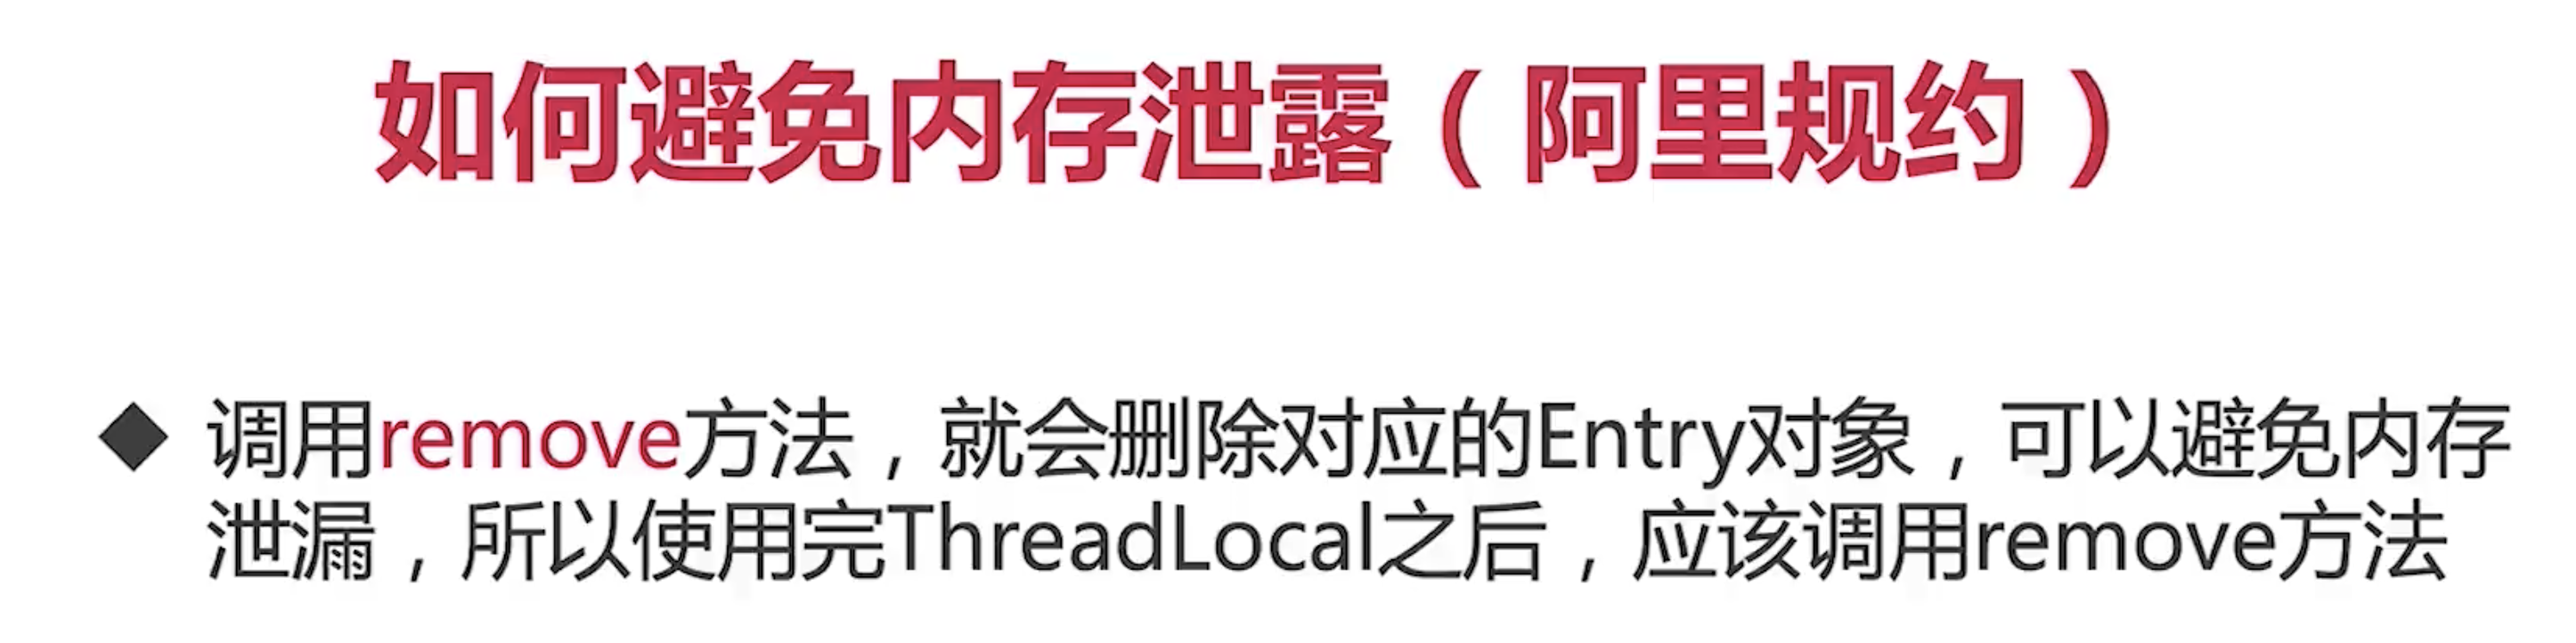 如何避免内存泄露（阿里规约）
◆ 调用remove方法，就会删除对应的Entry对象，可以避免内存
泄漏，所以使用完ThreadLocal之后，应该调用remove方法